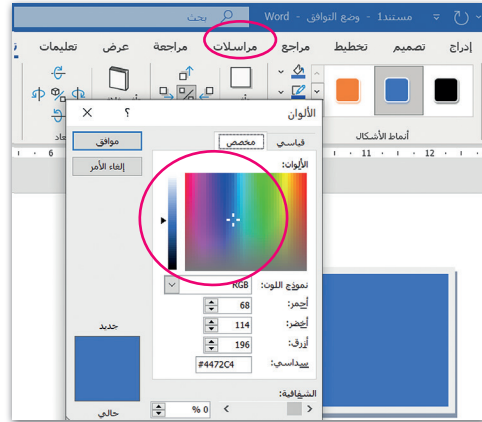 مستند1 - وضع التوافق - Word بحث
إدراج تصميم تخطيط مراجع مراسلات مراجعة عرض تعليمات
أنماط الأشكال
6 11 12
الألوان ؟ ×
قياسي مخصص موافق
الألوان: إلغاء الأمر
نموذج اللون: RGB
أحمر: 68
أخضر: 114
أزرق: 196
سداسي: #4472C4
جديد
الشفافية:
% 0
حالي